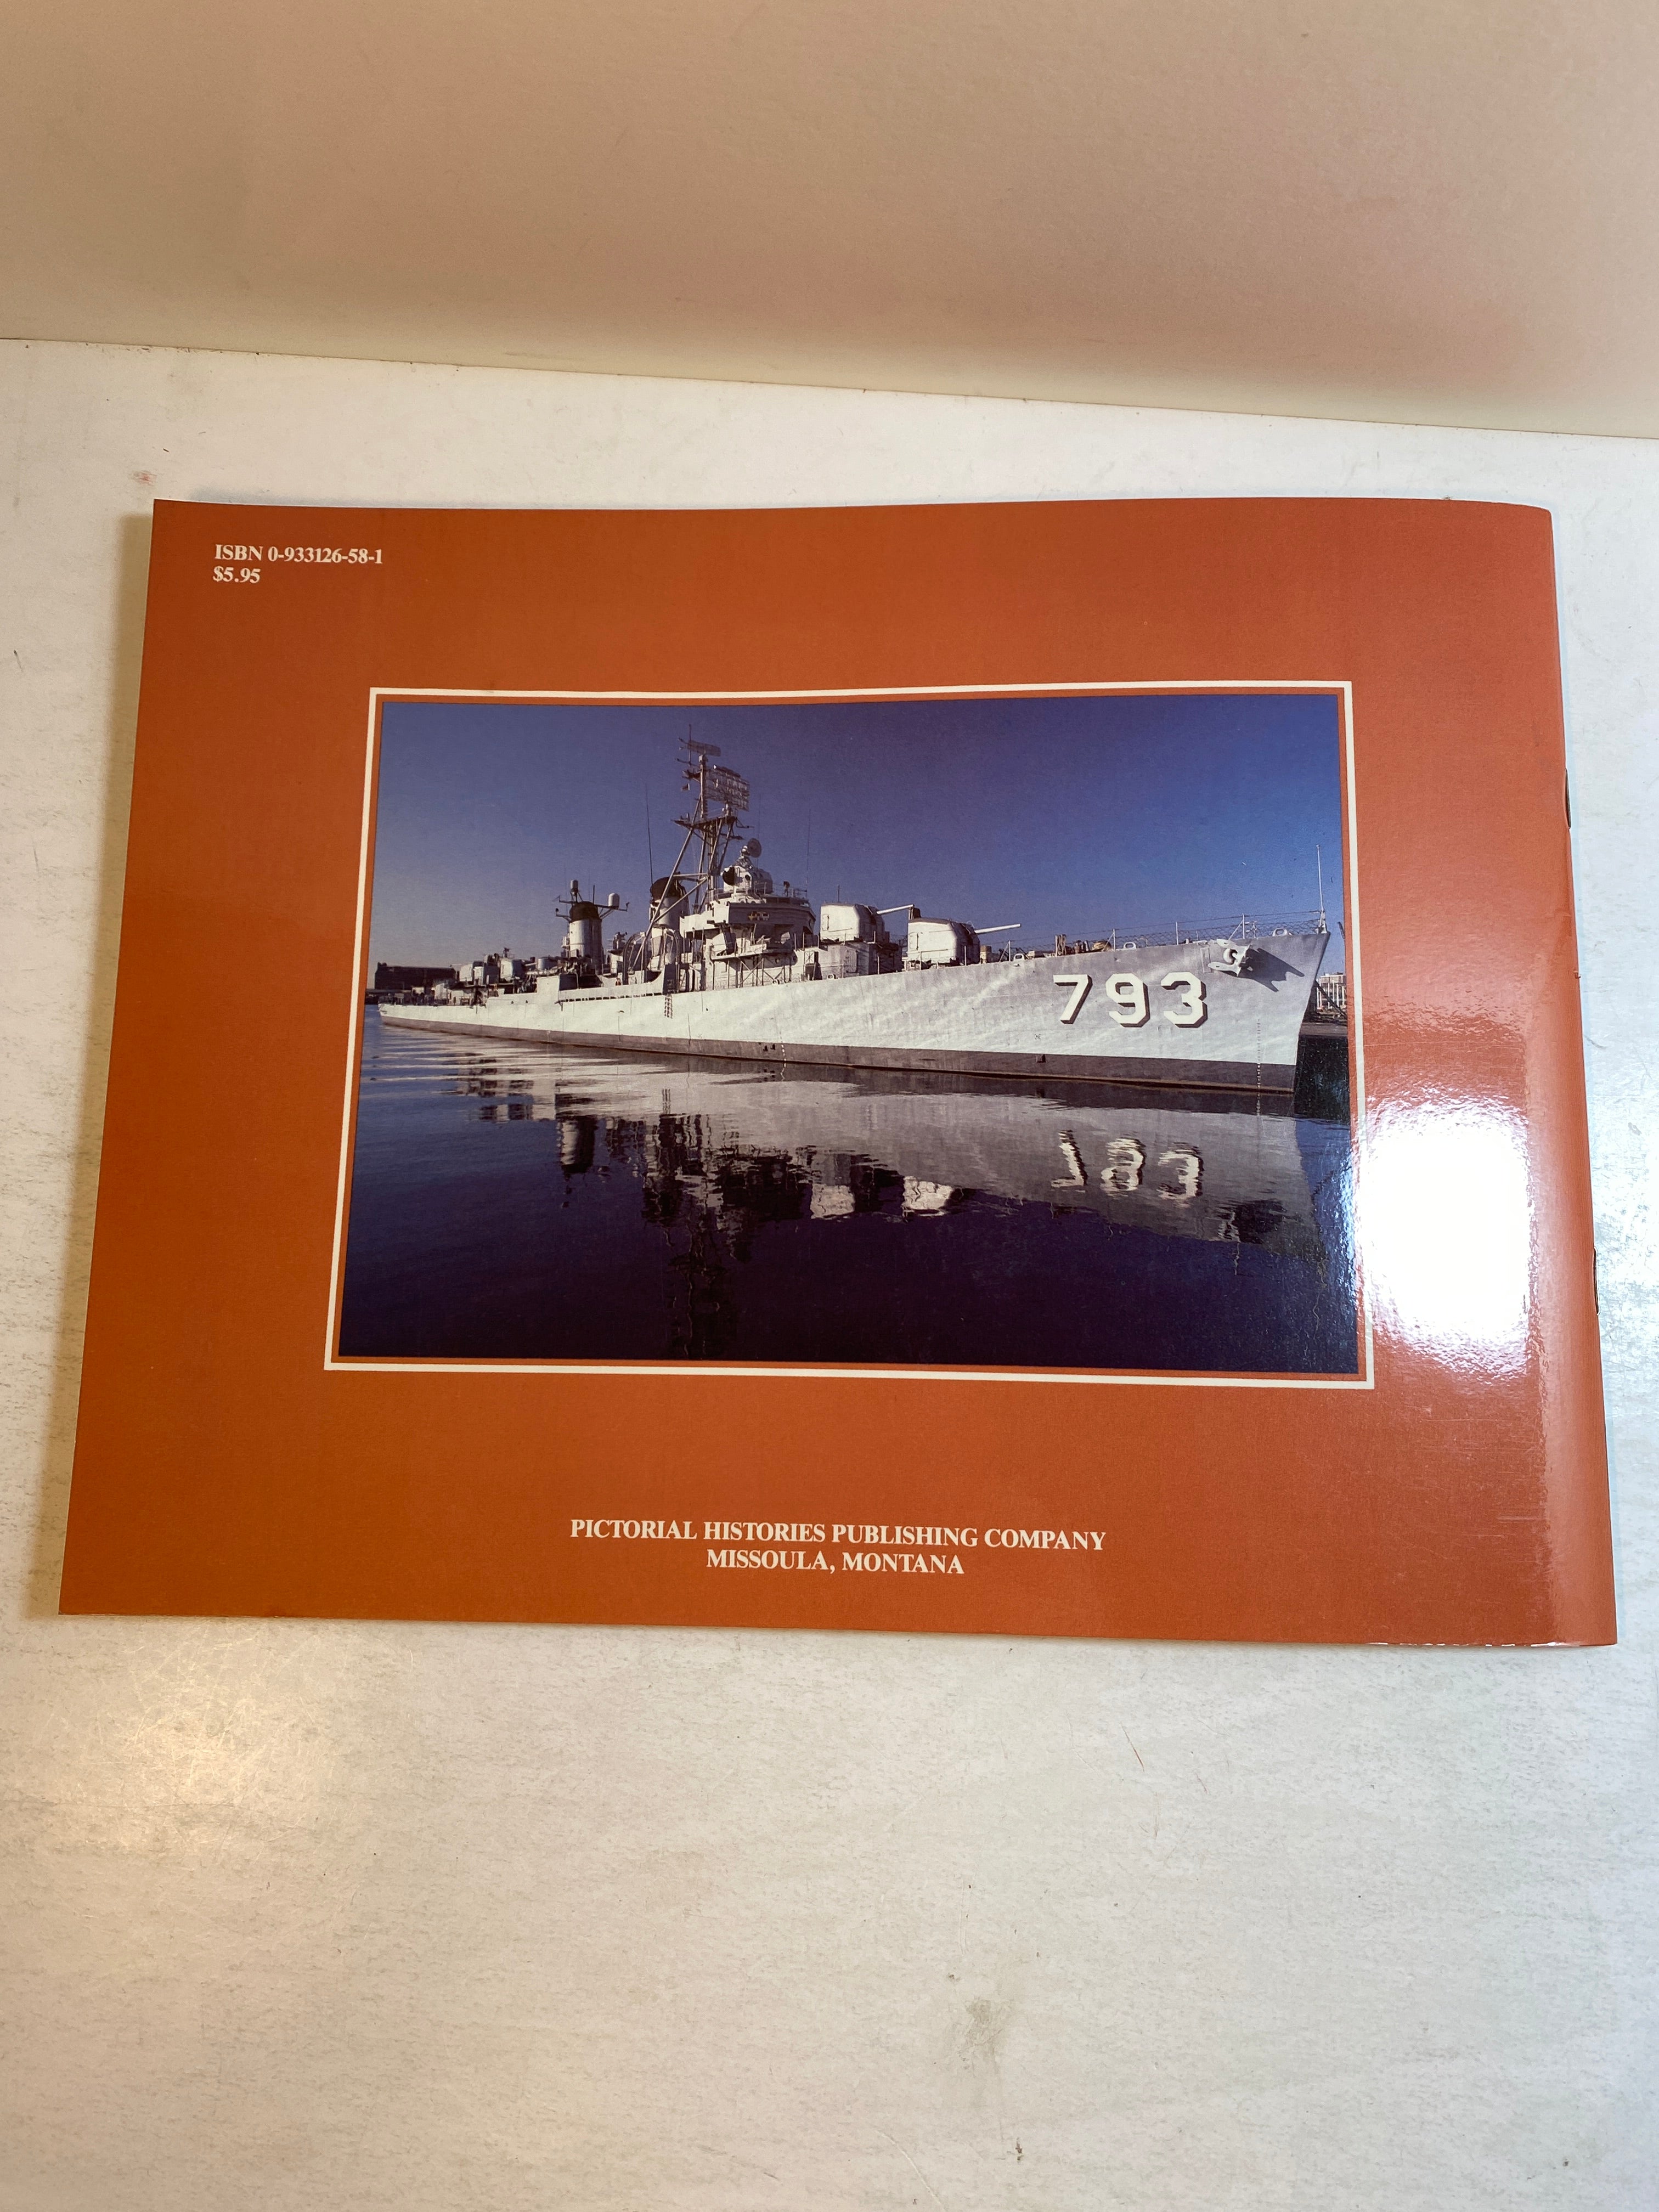 ISBN 0-933126-58-1
$5.95
793
PICTORIAL HISTORIES PUBLISHING COMPANY
MISSOULA, MONTANA